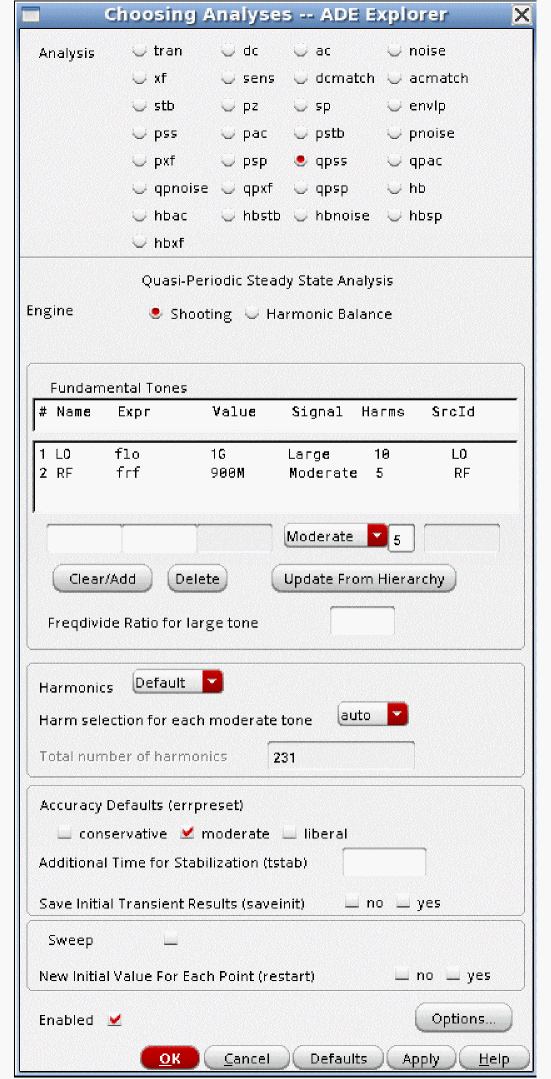 Choosing Analyses -- ADE Explorer
Analysis tran dc ac noise
xf sens dcmatch acmatch
stb pz sp envlp
pss pac pstb pnoise
pxf psp qpss qpac
qpnoise qpxf qpsp hb
hbac hbstb hbnoise hbsp
hbxf
Quasi-Periodic Steady State Analysis
Engine Shooting Harmonic Balance
Fundamental Tones
# Name Expr Value Signal Harms SrcId
1 LO flo 1G Large 10 LO
2 RF frf 900M Moderate 5 RF
Moderate 5
Clear/Add Delete Update From Hierarchy
Freqdivide Ratio for large tone
Harmonics Default
Harm selection for each moderate tone auto
Total number of harmonics 231
Accuracy Defaults (errpreset)
conservative moderate liberal
Additional Time for Stabilization (tstab)
Save Initial Transient Results (saveinit) no yes
Sweep
New Initial Value For Each Point (restart) no yes
Enabled Options...
OK Cancel Defaults Apply Help